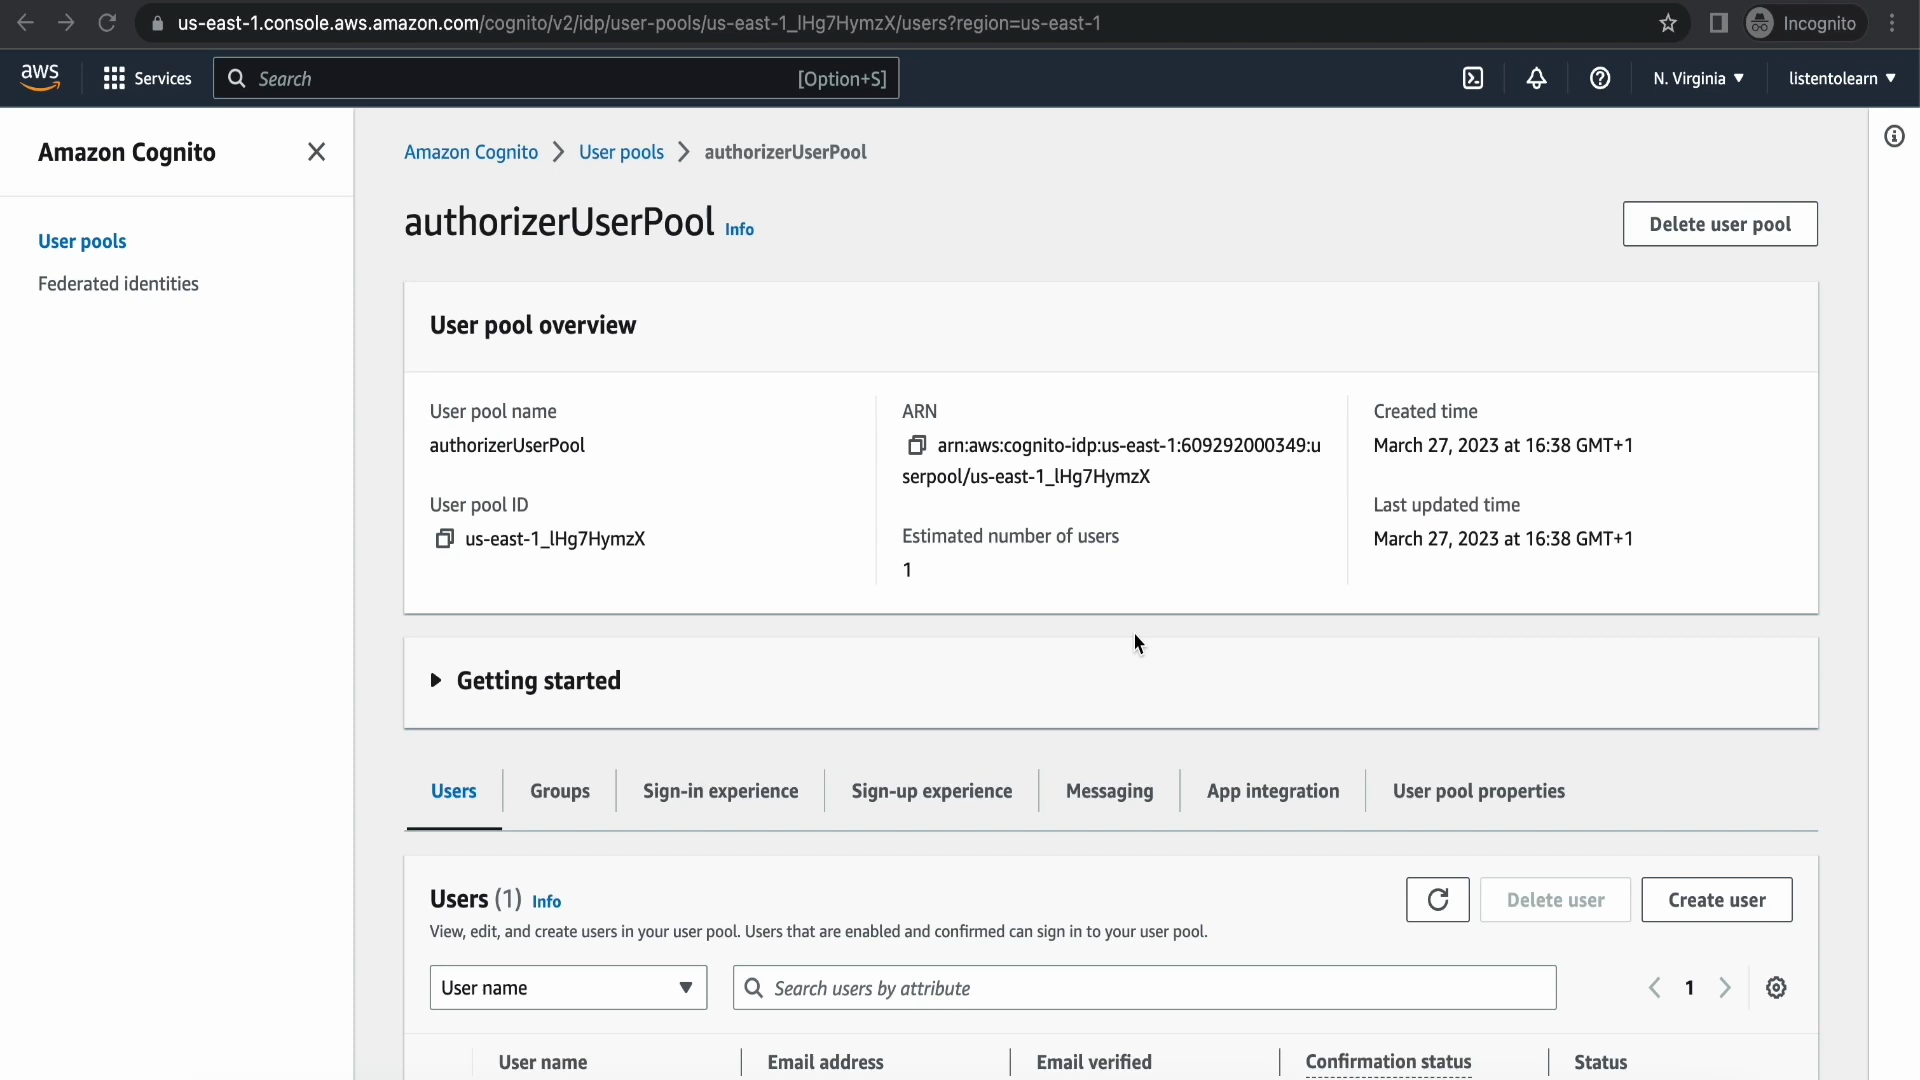 us-east-1.console.aws.amazon.com/cognito/v2/idp/user-pools/us-east-1_lHg7HymzX/users?region=us-east-1
Incognito
aws
Services
Search
[Option+S]
N. Virginia
listentolearn
Amazon Cognito
User pools
Federated identities
Amazon Cognito
User pools
authorizerUserPool
authorizerUserPool Info
Delete user pool
User pool overview
User pool name
authorizerUserPool
User pool ID
us-east-1_lHg7HymzX
ARN
arn:aws:cognito-idp:us-east-1:609292000349:u
serpool/us-east-1_lHg7HymzX
Estimated number of users
1
Created time
March 27, 2023 at 16:38 GMT+1
Last updated time
March 27, 2023 at 16:38 GMT+1
Getting started
Users
Groups
Sign-in experience
Sign-up experience
Messaging
App integration
User pool properties
Users (1) Info
View, edit, and create users in your user pool. Users that are enabled and confirmed can sign in to your user pool.
Delete user
Create user
User name
Search users by attribute
1
User name
Email address
Email verified
Confirmation status
Status